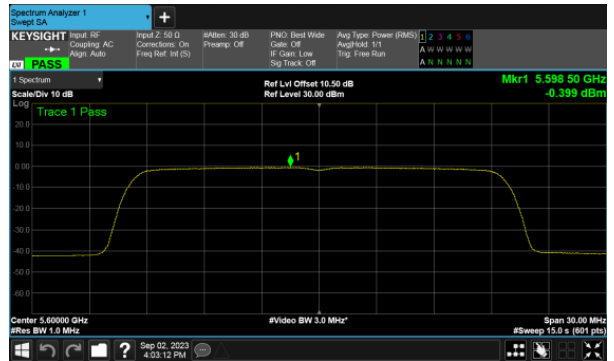 Spectrum Analyzer 1
Swept SA
+
KEYSIGHT
Input: RF
Coupling: AC
Align: Auto
Input Z: 50 Ω
Corrections: On
Freq Ref: Int (S)
#Atten: 30 dB
Preamp: Off
PNO: Best Wide
Gate: Off
IF Gain: Low
Sig Track: Off
Avg Type: Power (RMS)
Avg|Hold: 1/1
Trig: Free Run
1 2 3 4 5 6
A W W W W W
A N N N N N
LV PASS
1 Spectrum
Scale/Div 10 dB
Ref Lvl Offset 10.50 dB
Ref Level 30.00 dBm
Mkr1 5.598 50 GHz
-0.399 dBm
Log
Trace 1 Pass
20.0
10.0
0.00
-10.0
-20.0
-30.0
-40.0
-50.0
-60.0
1
Center 5.60000 GHz
#Res BW 1.0 MHz
#Video BW 3.0 MHz*
Span 30.00 MHz
#Sweep 15.0 s (601 pts)
?
Sep 02, 2023
4:03:12 PM